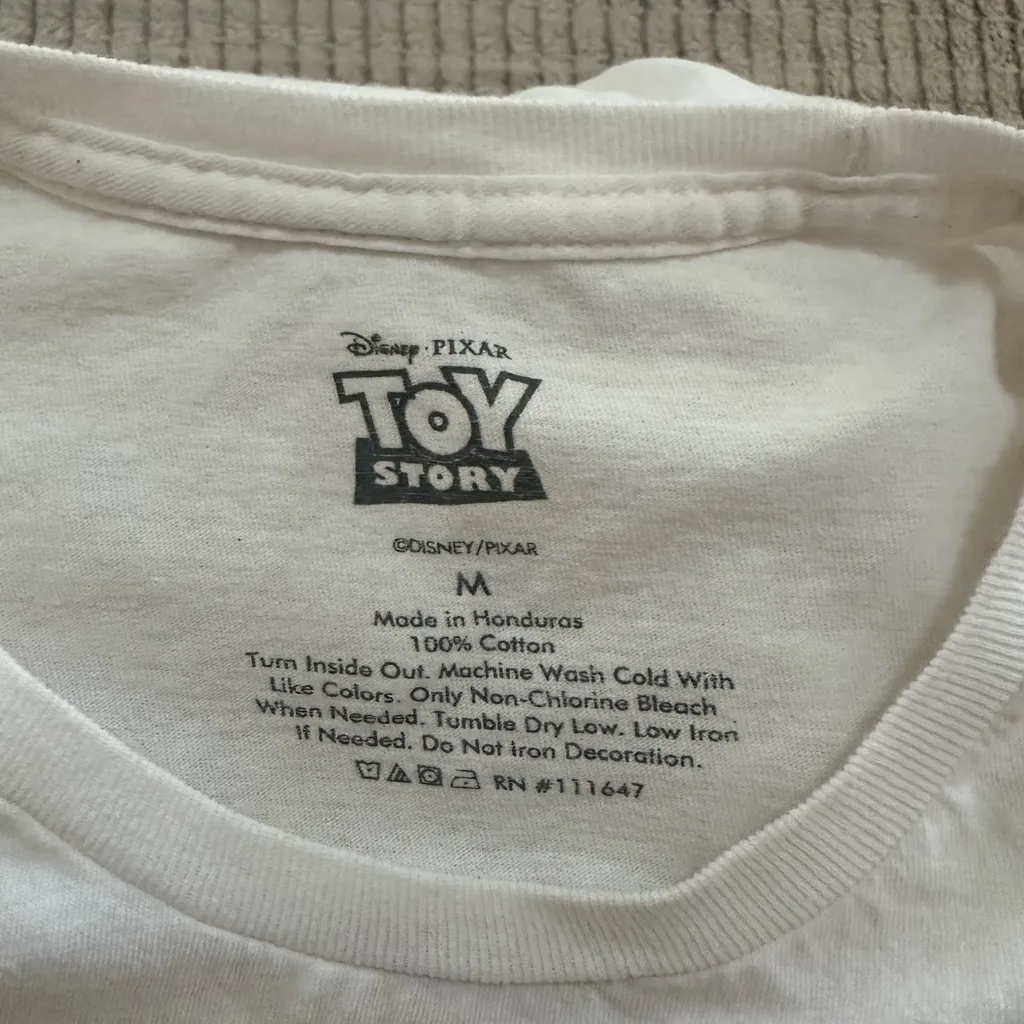 Disney·PIXAR
TOY
STORY
©DISNEY/PIXAR
M
Made in Honduras
100% Cotton
Turn Inside Out. Machine Wash Cold With
Like Colors. Only Non-Chlorine Bleach
When Needed. Tumble Dry Low. Low Iron
If Needed. Do Not Iron Decoration.
RN #111647